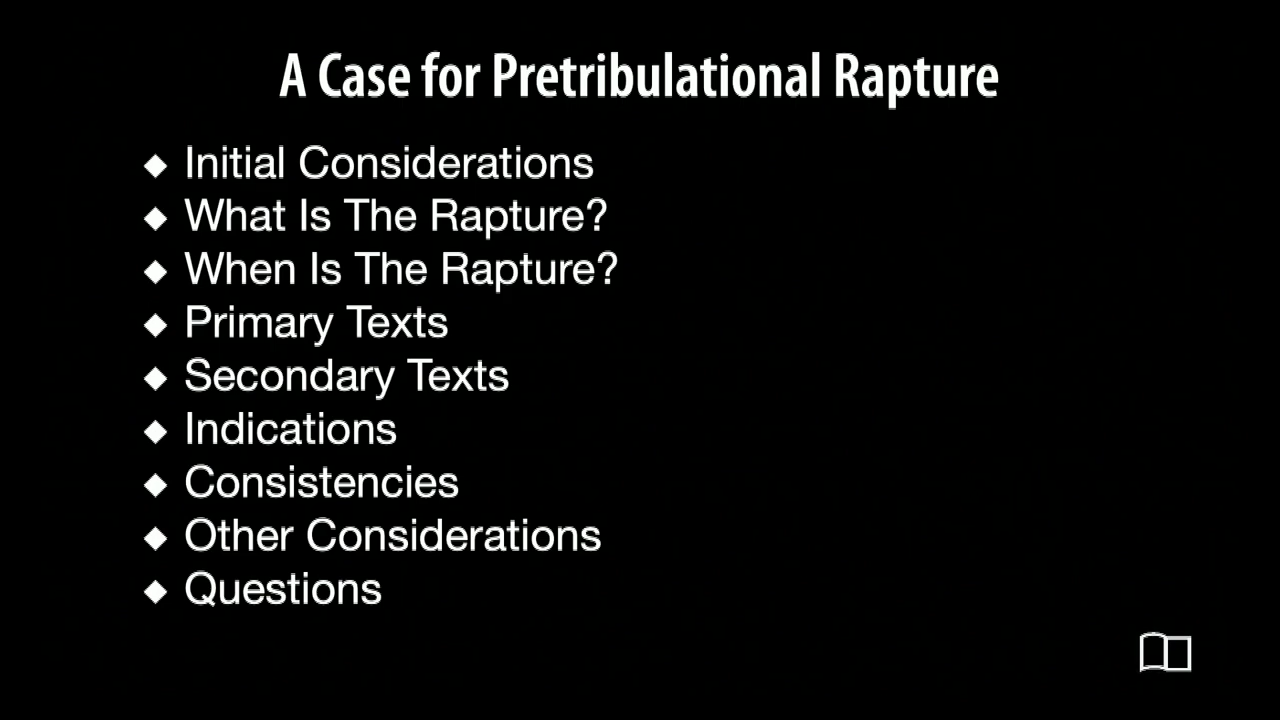 A Case for Pretribulational Rapture
◆ Initial Considerations
◆ What Is The Rapture?
◆ When Is The Rapture?
◆ Primary Texts
◆ Secondary Texts
◆ Indications
◆ Consistencies
◆ Other Considerations
◆ Questions